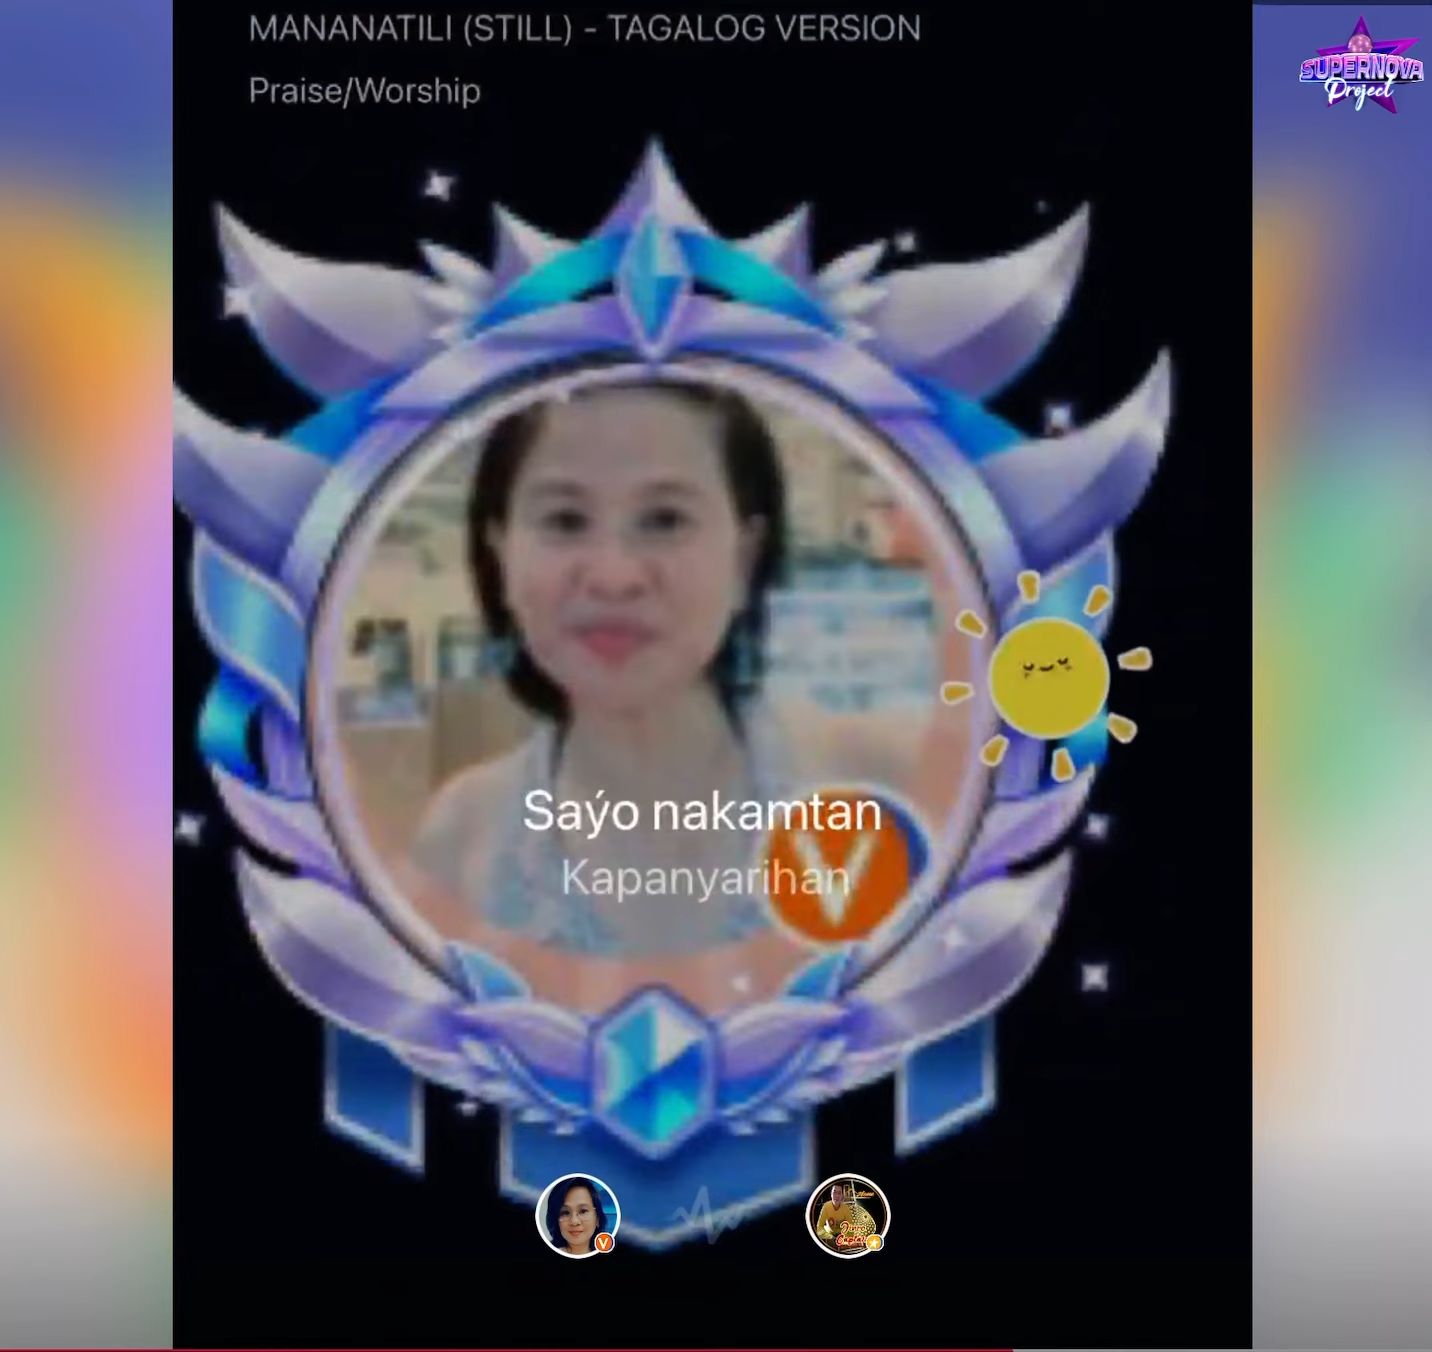 MANANATILI (STILL) - TAGALOG VERSION
Praise/Worship
SUPERNOVA
Project
Saýo nakamtan
Kapanyarihan
V
V